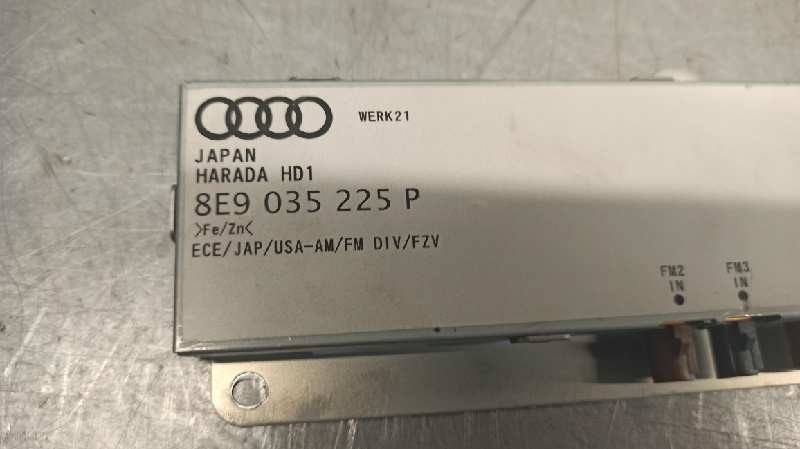 WERK21
JAPAN
HARADA HD1
8E9 035 225 P
>Fe/Zn<
ECE/JAP/USA-AM/FM DIV/FZV
FM2 IN
FM3 IN